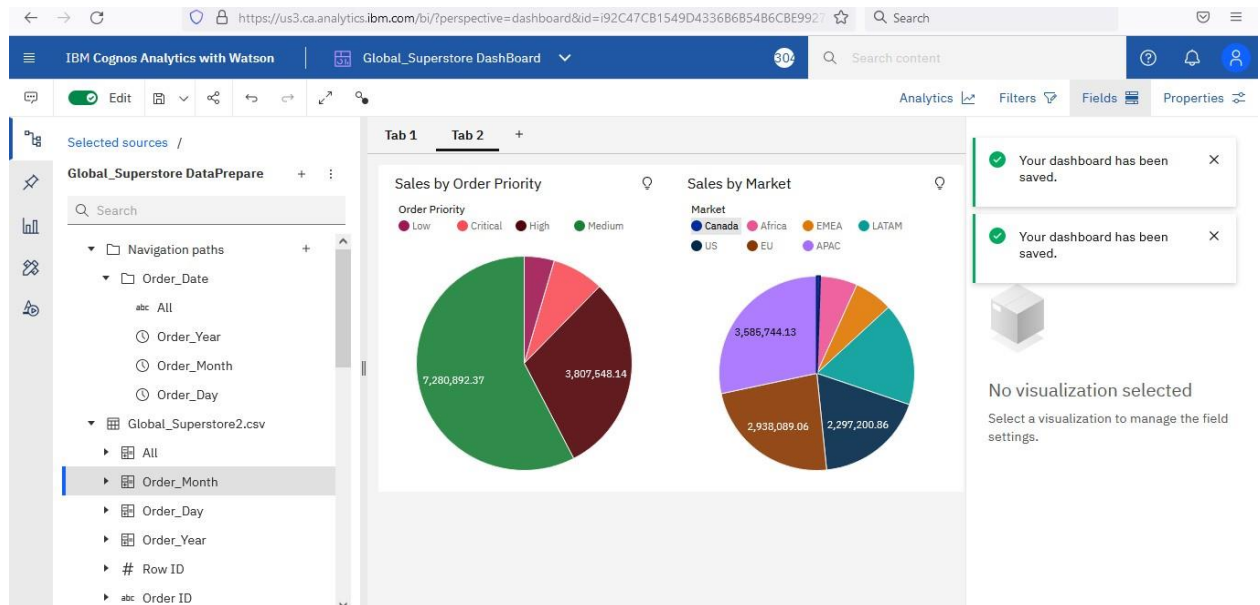 https://us3.ca.analytics.ibm.com/bi/?perspective=dashboard&id=i92C47CB1549D4336B6B54B6CBE9927
Search
IBM Cognos Analytics with Watson
Global_Superstore DashBoard
304
Search content
Edit
Analytics
Filters
Fields
Properties
Selected sources /
Global_Superstore DataPrepare
Search
Navigation paths
Order_Date
abc All
Order_Year
Order_Month
Order_Day
Global_Superstore2.csv
All
Order_Month
Order_Day
Order_Year
# Row ID
abc Order ID
Tab 1
Tab 2
+
Sales by Order Priority
Order Priority
Low Critical High Medium
7,280,892.37
3,807,548.14
Sales by Market
Market
Canada Africa EMEA LATAM
US EU APAC
3,585,744.13
2,938,089.06
2,297,200.86
Your dashboard has been
saved.
Your dashboard has been
saved.
No visualization selected
Select a visualization to manage the field
settings.